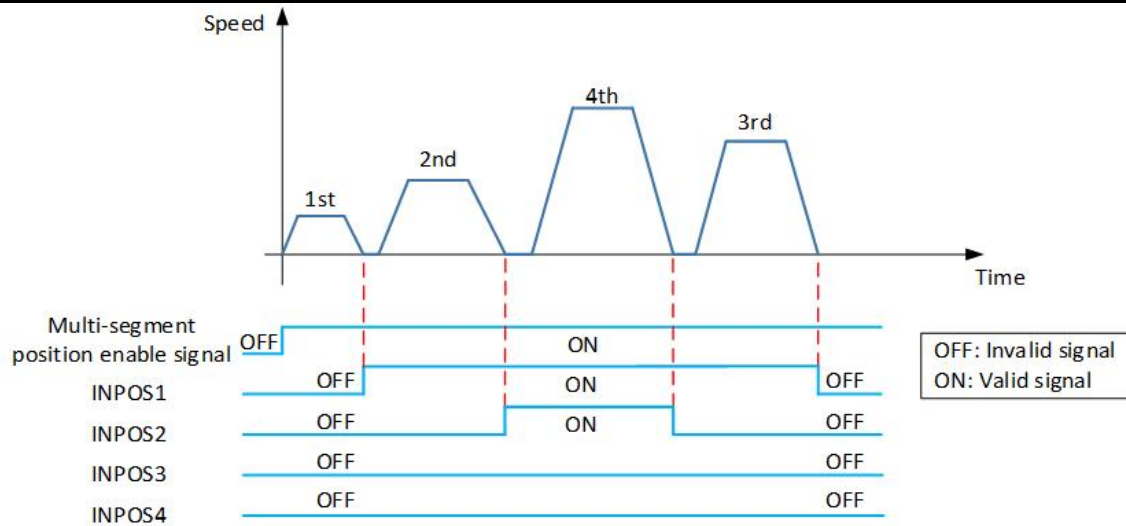 Speed
4th
3rd
2nd
1st
Time
Multi-segment
position enable signal
OFF
ON
OFF: Invalid signal
ON: Valid signal
INPOS1
OFF
ON
OFF
INPOS2
OFF
ON
OFF
INPOS3
OFF
OFF
INPOS4
OFF
OFF